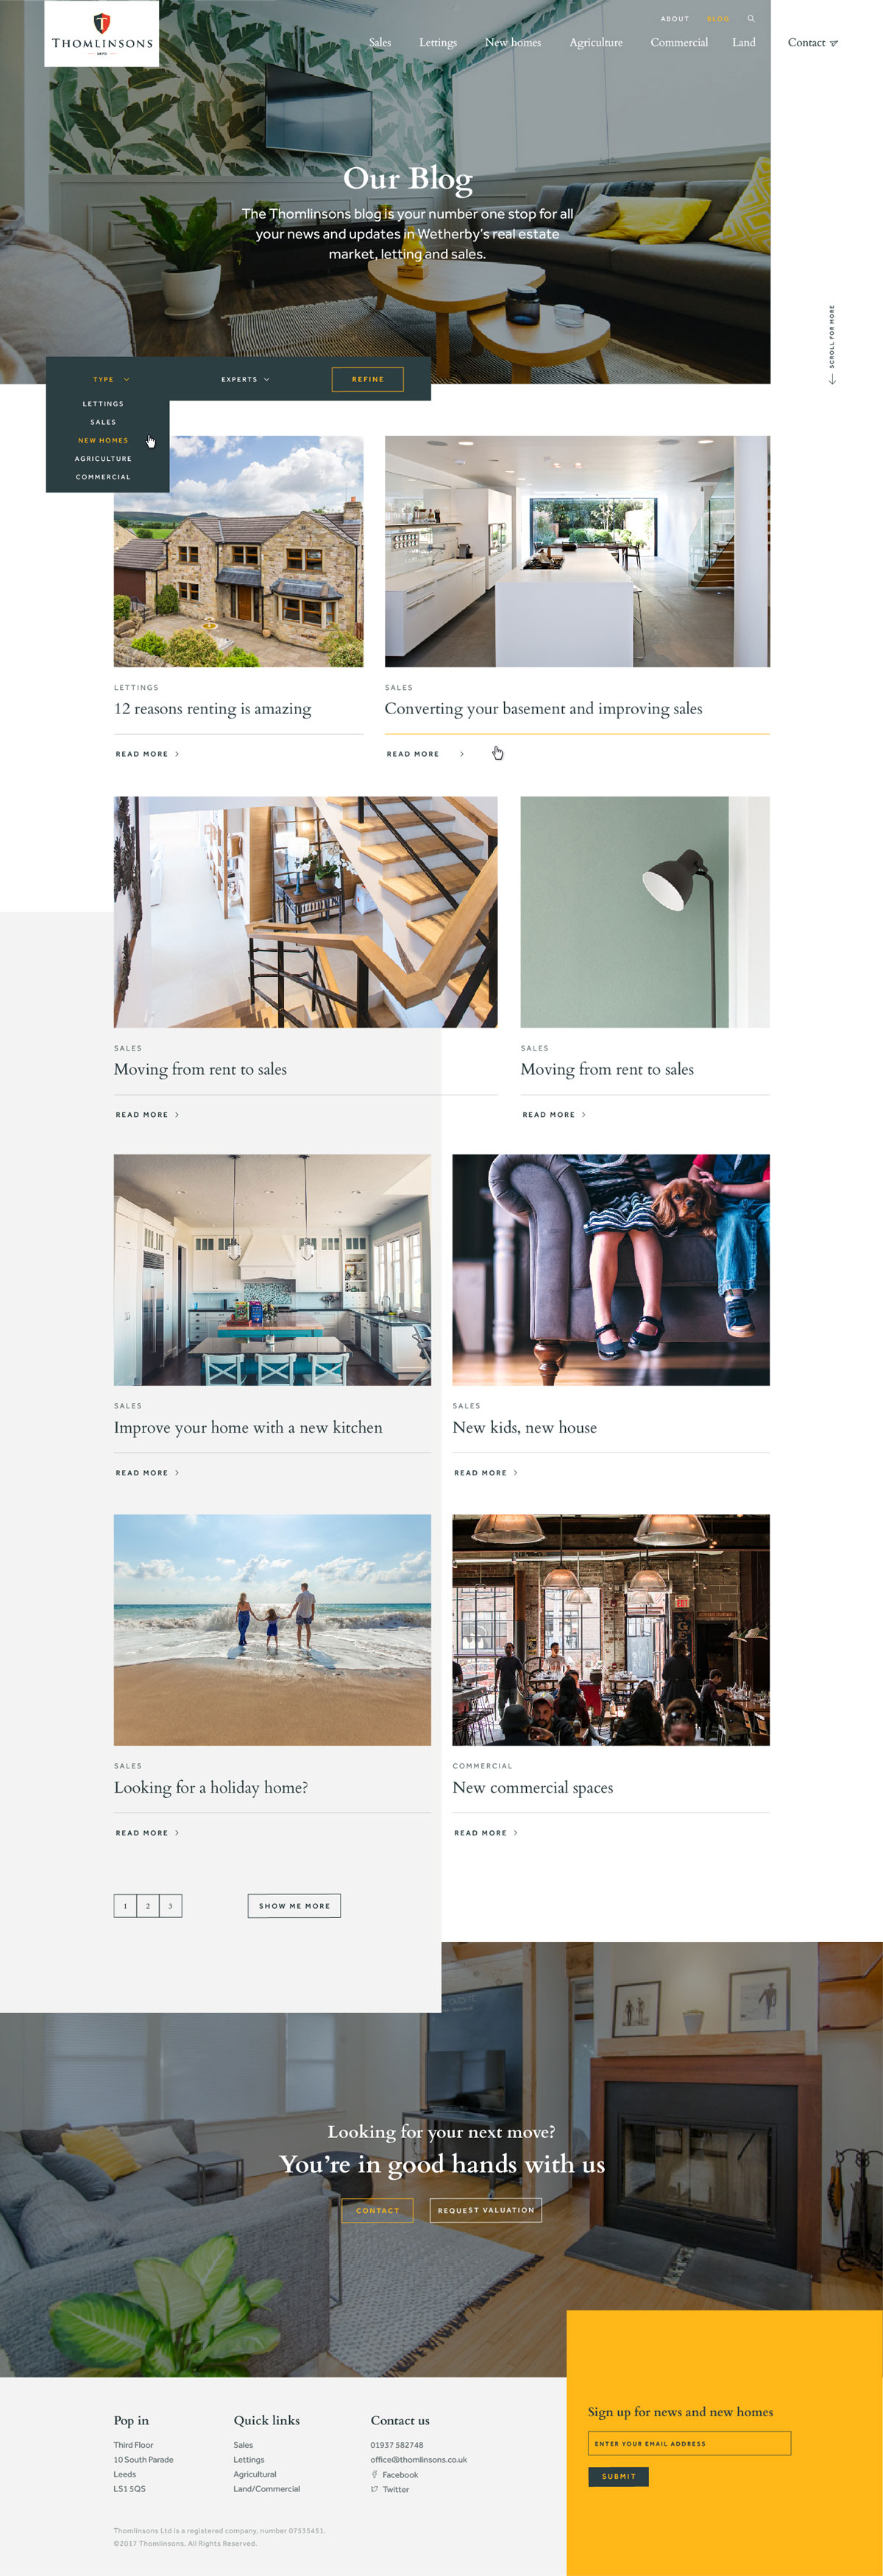 THOMLINSONS
ABOUT
BLOG
Sales
Lettings
New homes
Agriculture
Commercial
Land
Contact
Our Blog
The Thomlinsons blog is your number one stop for all
your news and updates in Wetherby's real estate
market, letting and sales.
SCROLL FOR MORE
TYPE
EXPERTS
REFINE
LETTINGS
SALES
NEW HOMES
AGRICULTURE
COMMERCIAL
LETTINGS
12 reasons renting is amazing
READ MORE
SALES
Converting your basement and improving sales
READ MORE
SALES
Moving from rent to sales
READ MORE
SALES
Moving from rent to sales
READ MORE
SALES
Improve your home with a new kitchen
READ MORE
SALES
New kids, new house
READ MORE
SALES
Looking for a holiday home?
READ MORE
COMMERCIAL
New commercial spaces
READ MORE
1
2
3
SHOW ME MORE
Looking for your next move?
You're in good hands with us
CONTACT
REQUEST VALUATION
Pop in
Third Floor
10 South Parade
Leeds
LS1 5QS
Quick links
Sales
Lettings
Agricultural
Land/Commercial
Contact us
01937 582748
office@thomlinsons.co.uk
Facebook
Twitter
Sign up for news and new homes
ENTER YOUR EMAIL ADDRESS
SUBMIT
Thomlinsons Ltd is a registered company, number 07535451.
©2017 Thomlinsons. All Rights Reserved.